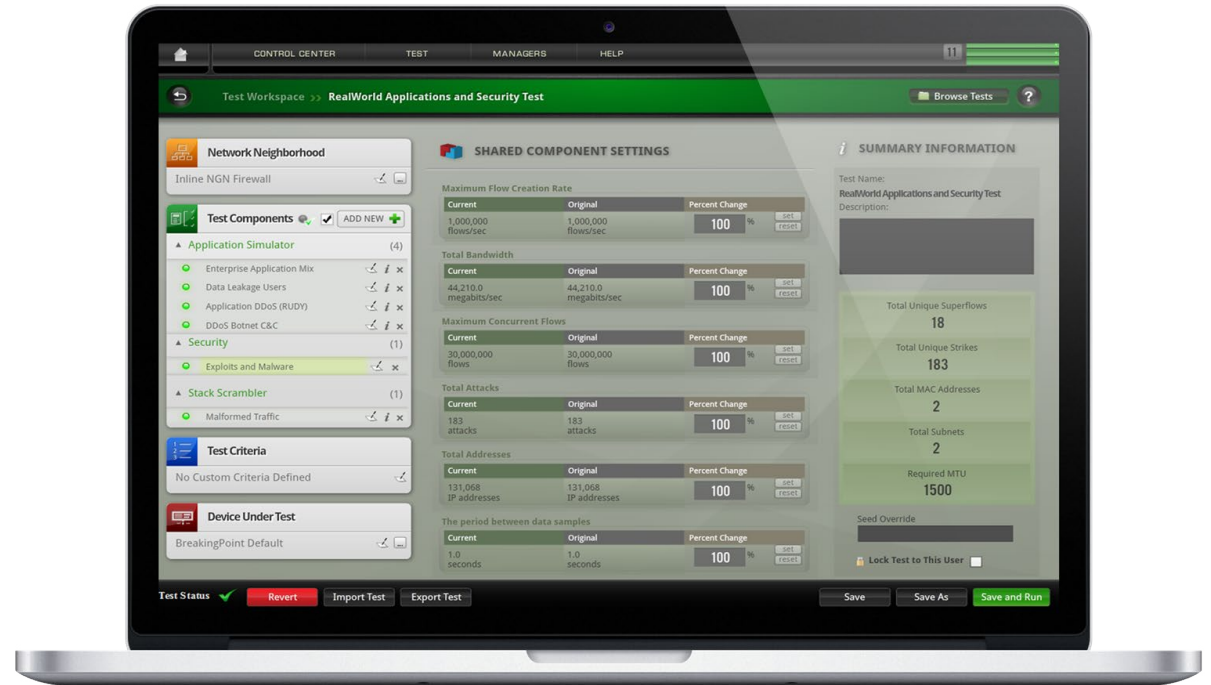 CONTROL CENTER TEST MANAGERS HELP 11
Test Workspace >> RealWorld Applications and Security Test
Browse Tests ?
Network Neighborhood
Inline NGN Firewall
Test Components ADD NEW
Application Simulator (4)
Enterprise Application Mix i x
Data Leakage Users i x
Application DDoS (RUDY) i x
DDoS Botnet C&C i x
Security (1)
Exploits and Malware x
Stack Scrambler (1)
Malformed Traffic i x
1
2
3
Test Criteria
No Custom Criteria Defined
Device Under Test
BreakingPoint Default
SHARED COMPONENT SETTINGS
Maximum Flow Creation Rate
Current Original Percent Change
1,000,000 1,000,000 100 % set
flows/sec flows/sec reset
Total Bandwidth
Current Original Percent Change
44,210.0 44,210.0 100 % set
megabits/sec megabits/sec reset
Maximum Concurrent Flows
Current Original Percent Change
30,000,000 30,000,000 100 % set
flows flows reset
Total Attacks
Current Original Percent Change
183 183 100 % set
attacks attacks reset
Total Addresses
Current Original Percent Change
131,068 131,068 100 % set
IP addresses IP addresses reset
The period between data samples
Current Original Percent Change
1.0 1.0 100 % set
seconds seconds reset
i SUMMARY INFORMATION
Test Name:
RealWorld Applications and Security Test
Description:
Total Unique Superflows
18
Total Unique Strikes
183
Total MAC Addresses
2
Total Subnets
2
Required MTU
1500
Seed Override
Lock Test to This User
Test Status Revert Import Test Export Test Save Save As Save and Run